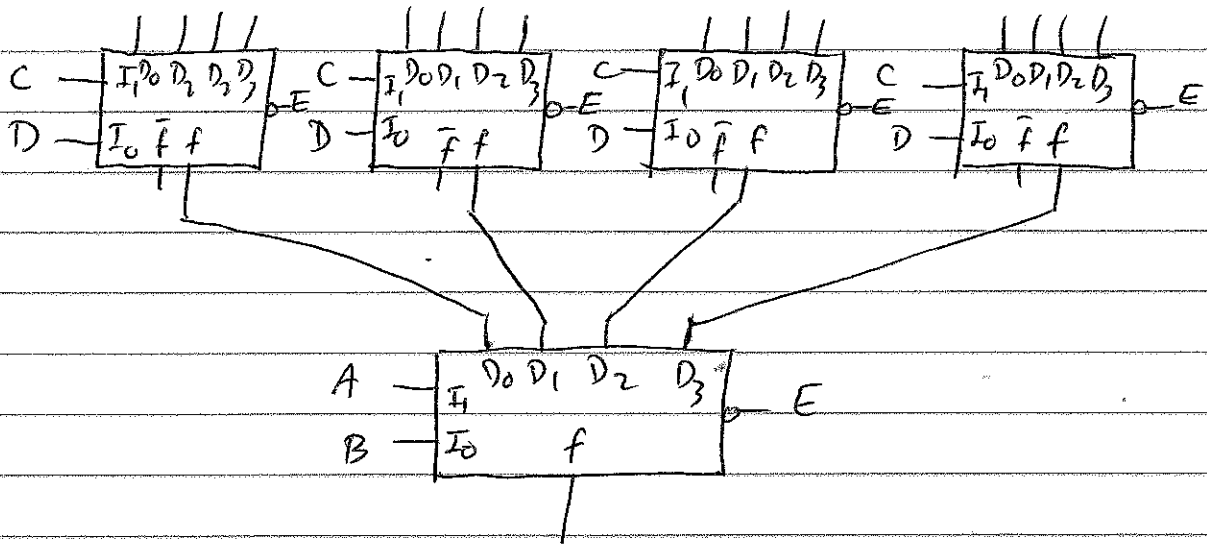 C I₁ D₀ D₂ D₂ D₃ E
D I₀ f̄ f
C I₁ D₀ D₁ D₂ D₃ E
D I₀ f̄ f
C I₁ D₀ D₁ D₂ D₃ E
D I₀ f̄ f
C I₁ D₀ D₁ D₂ D₃ E
D I₀ f̄ f
D₀ D₁ D₂ D₃
A I₁ E
B I₀ f